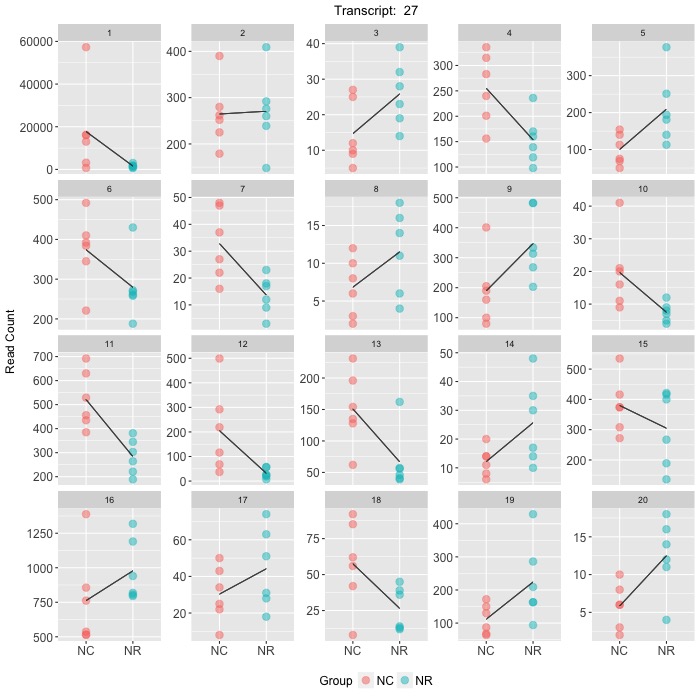 Transcript: 27
1 2 3 4 5
60000 40000 20000 0
400 300 200
40 30 20 10
300 250 200 150 100
300 200 100
6 7 8 9 10
500 400 300 200
50 40 30 20 10
15 10 5
500 400 300 200 100
40 30 20 10
Read Count
11 12 13 14 15
700 600 500 400 300 200
500 400 300 200 100 0
200 150 100 50
50 40 30 20 10
500 400 300 200
16 17 18 19 20
1250 1000 750 500
60 40 20
75 50 25
400 300 200 100
15 10 5
NC NR NC NR NC NR NC NR NC NR
Group NC NR